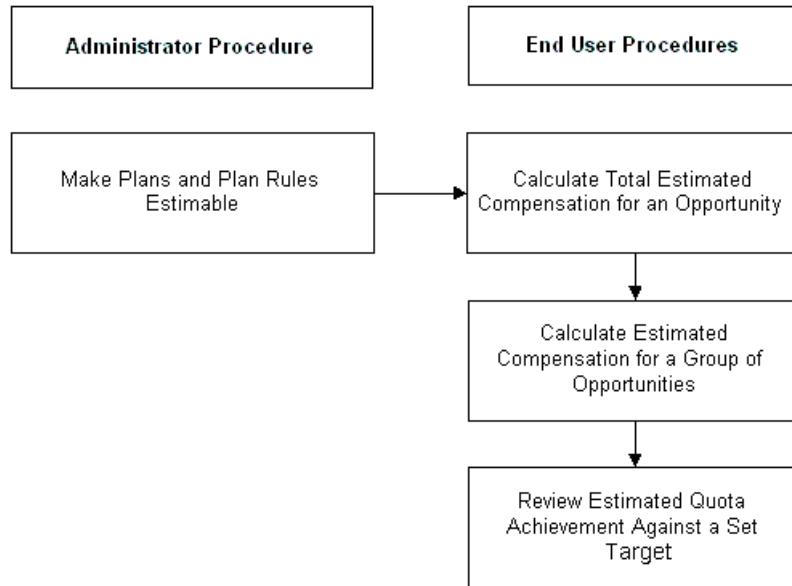 Administrator Procedure
End User Procedures
Make Plans and Plan Rules
Estimable
Calculate Total Estimated
Compensation for an Opportunity
Calculate Estimated
Compensation for a Group of
Opportunities
Review Estimated Quota
Achievement Against a Set
Target